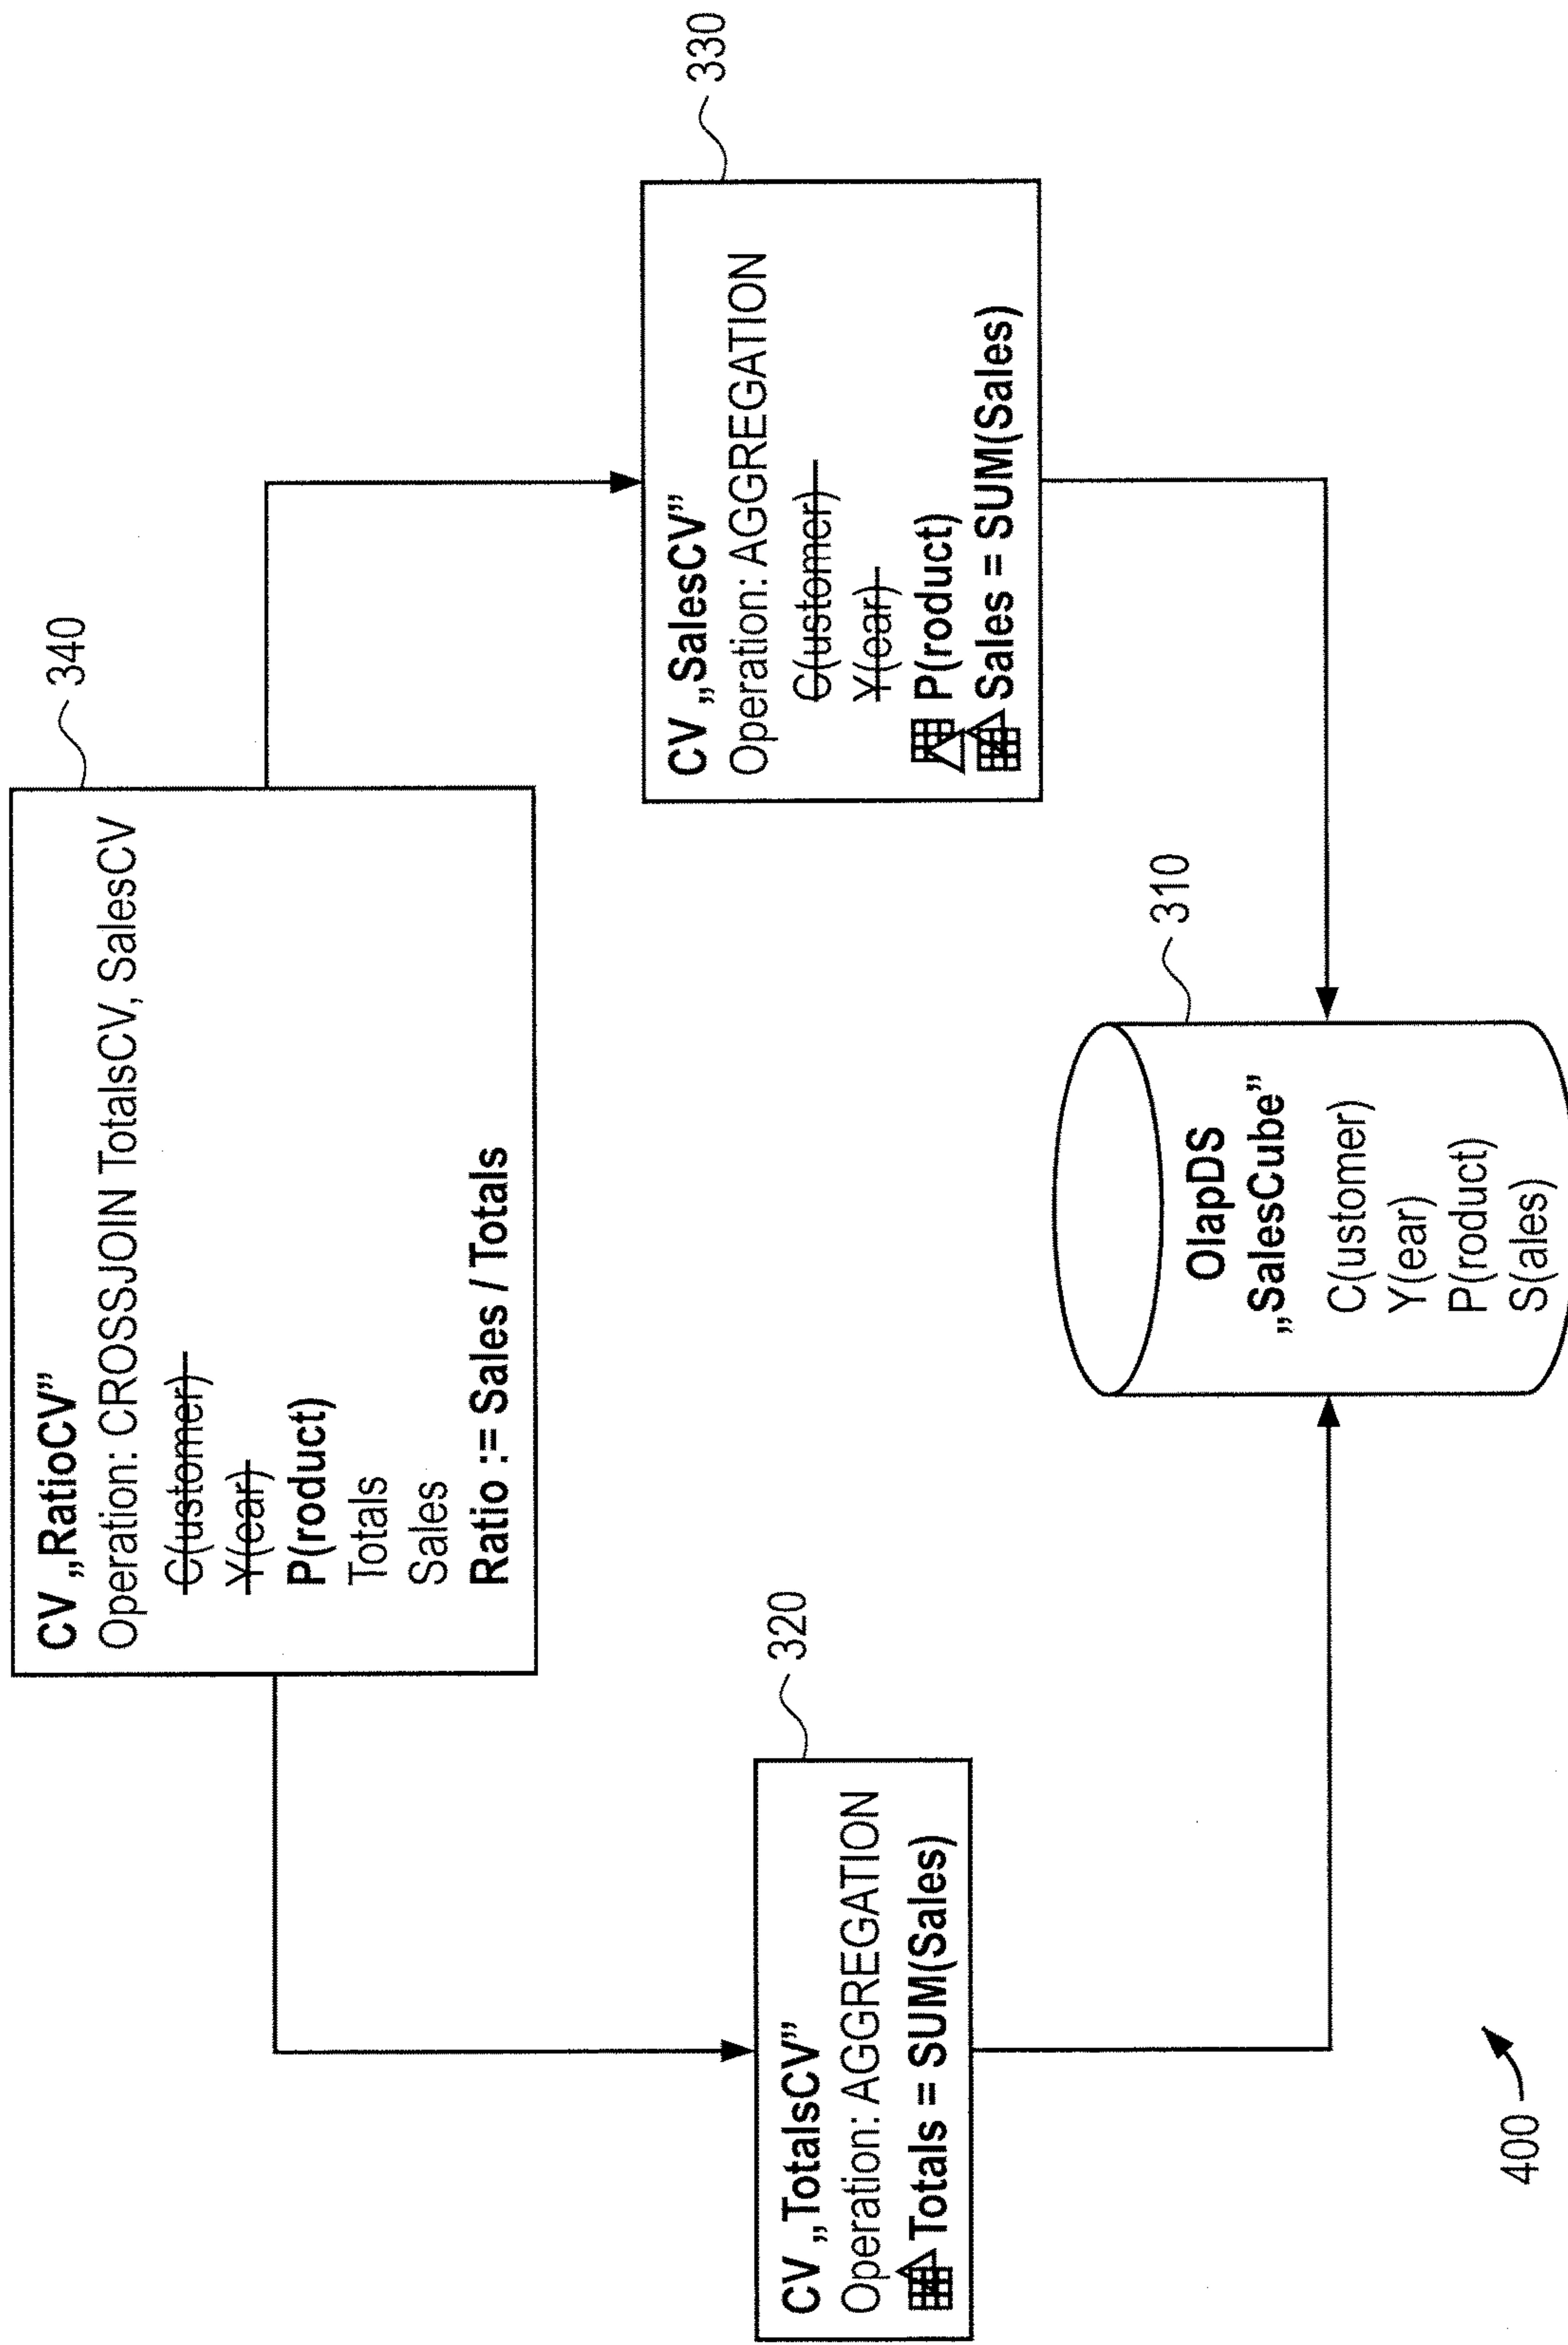 340
CV „RatioCV”
Operation: CROSSJOIN TotalsCV, SalesCV
C(ustomer)
Y(ear)
P(roduct)
Totals
Sales
Ratio := Sales / Totals
320
CV „TotalsCV”
Operation: AGGREGATION
Totals = SUM(Sales)
330
CV „SalesCV”
Operation: AGGREGATION
C(ustomer)
Y(ear)
P(roduct)
Sales = SUM(Sales)
310
OlapDS
„SalesCube”
C(ustomer)
Y(ear)
P(roduct)
S(ales)
400